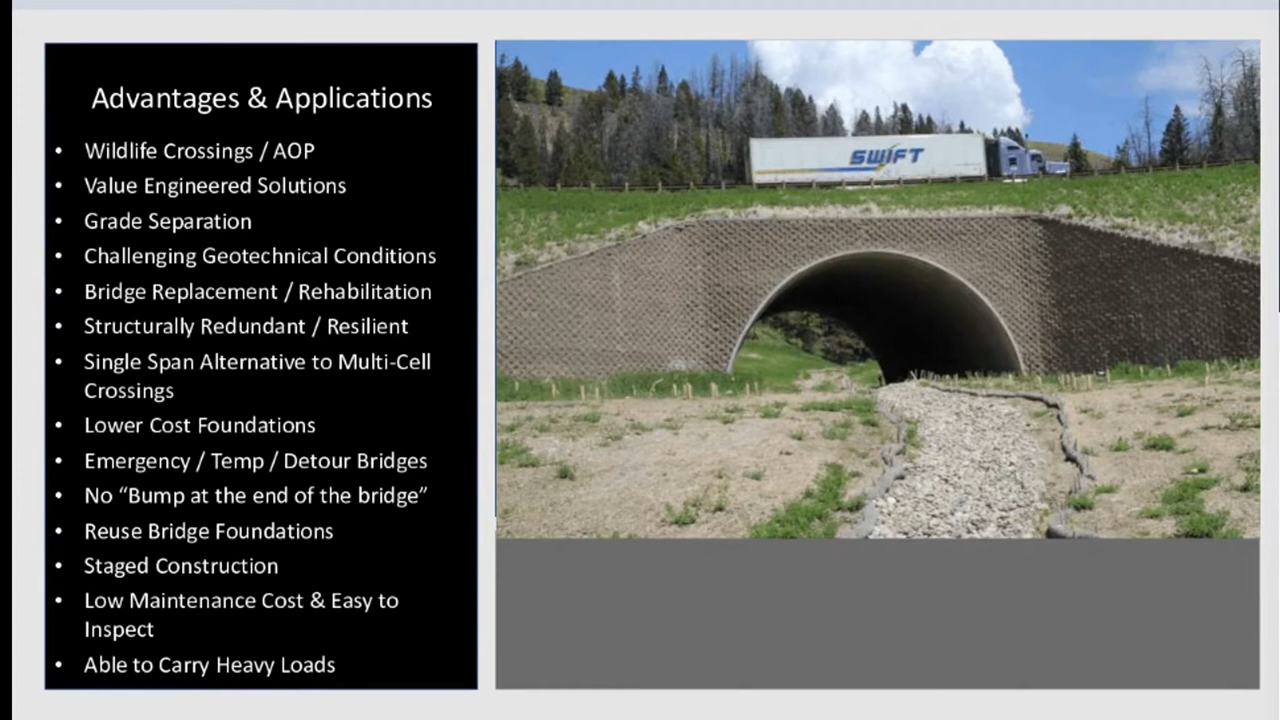 Advantages & Applications
• Wildlife Crossings / AOP
• Value Engineered Solutions
• Grade Separation
• Challenging Geotechnical Conditions
• Bridge Replacement / Rehabilitation
• Structurally Redundant / Resilient
• Single Span Alternative to Multi-Cell
Crossings
• Lower Cost Foundations
• Emergency / Temp / Detour Bridges
• No “Bump at the end of the bridge”
• Reuse Bridge Foundations
• Staged Construction
• Low Maintenance Cost & Easy to
Inspect
• Able to Carry Heavy Loads
SWIFT